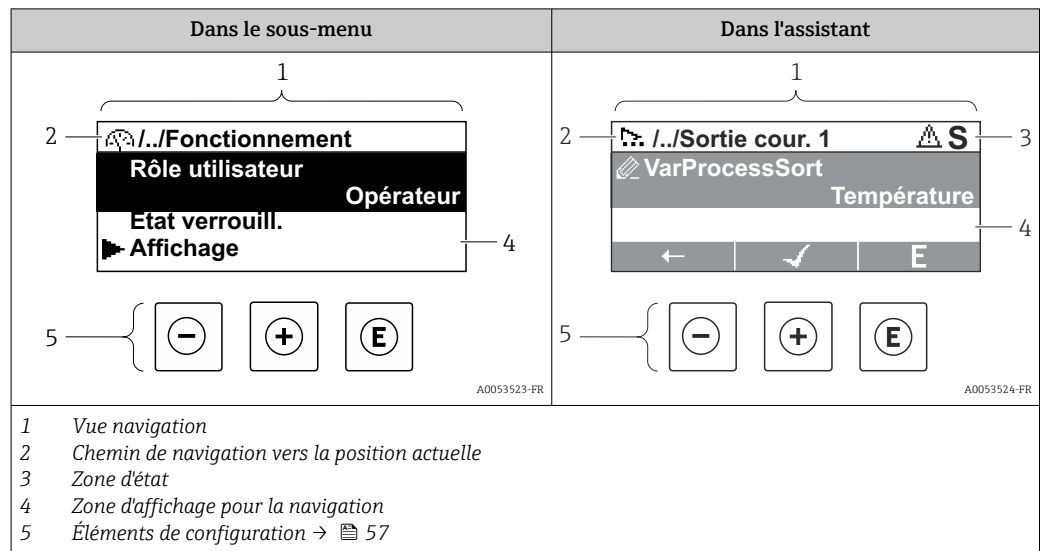 Dans le sous-menu
Dans l'assistant
1
2
/../Fonctionnement
Rôle utilisateur
Opérateur
Etat verrouill.
Affichage
4
5
E
A0053523-FR
1
2
/../Sortie cour. 1
S
3
VarProcessSort
Température
4
E
5
E
A0053524-FR
1 Vue navigation
2 Chemin de navigation vers la position actuelle
3 Zone d'état
4 Zone d'affichage pour la navigation
5 Éléments de configuration → 57